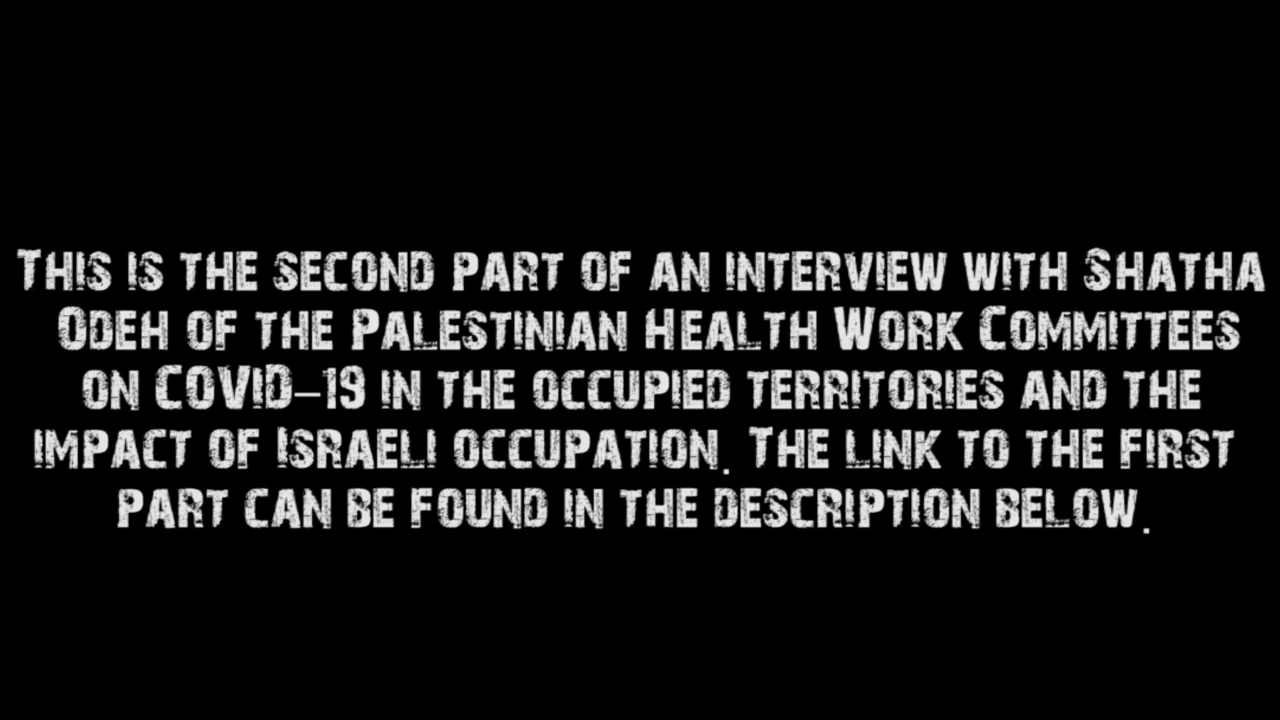 This is the second part of an interview with Shatha
Odeh of the Palestinian Health Work Committees
on COVID-19 in the occupied territories and the
impact of Israeli occupation. The link to the first
part can be found in the description below.